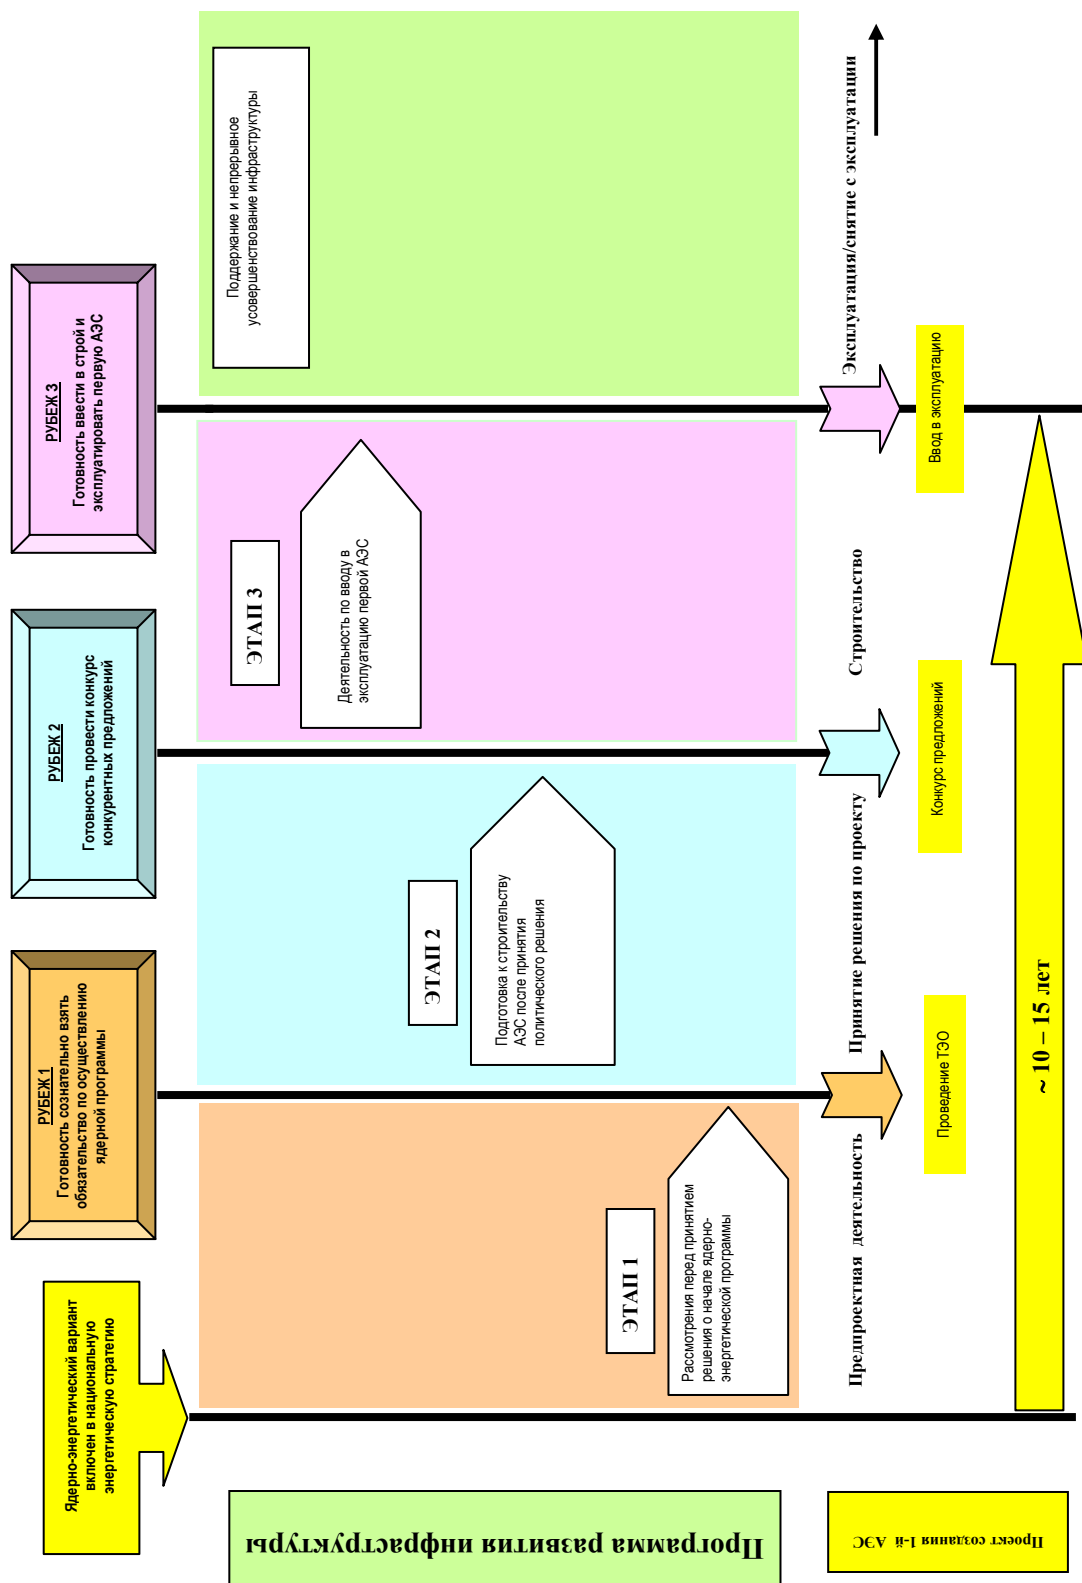 Ядерно-энергетический вариант
включен в национальную
энергетическую стратегию
РУБЕЖ 1
Готовность сознательно взять
обязательство по осуществлению
ядерной программы
РУБЕЖ 2
Готовность провести конкурс
конкурентных предложений
РУБЕЖ 3
Готовность ввести в строй и
эксплуатировать первую АЭС
Программа развития инфраструктуры
ЭТАП 1
Рассмотрения перед принятием
решения о начале ядерно-
энергетической программы
ЭТАП 2
Подготовка к строительству
АЭС после принятия
политического решения
ЭТАП 3
Деятельность по вводу в
эксплуатацию первой АЭС
Поддержание и непрерывное
усовершенствование инфраструктуры
Проект создания 1-й АЭС
Предпроектная деятельность
Принятие решения по проекту
Строительство
Эксплуатация/снятие с эксплуатации
Проведение ТЭО
Конкурс предложений
Ввод в эксплуатацию
~ 10 – 15 лет